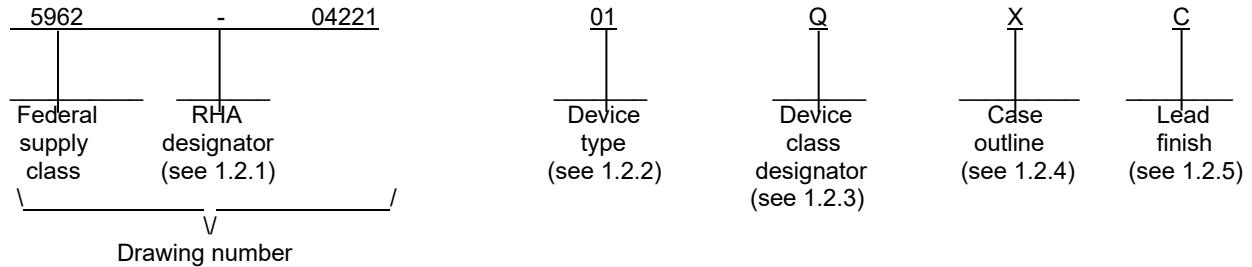 5962 - 04221 01 Q X C
Federal supply class
RHA designator (see 1.2.1)
Device type (see 1.2.2)
Device class designator (see 1.2.3)
Case outline (see 1.2.4)
Lead finish (see 1.2.5)
\ /
\/
Drawing number